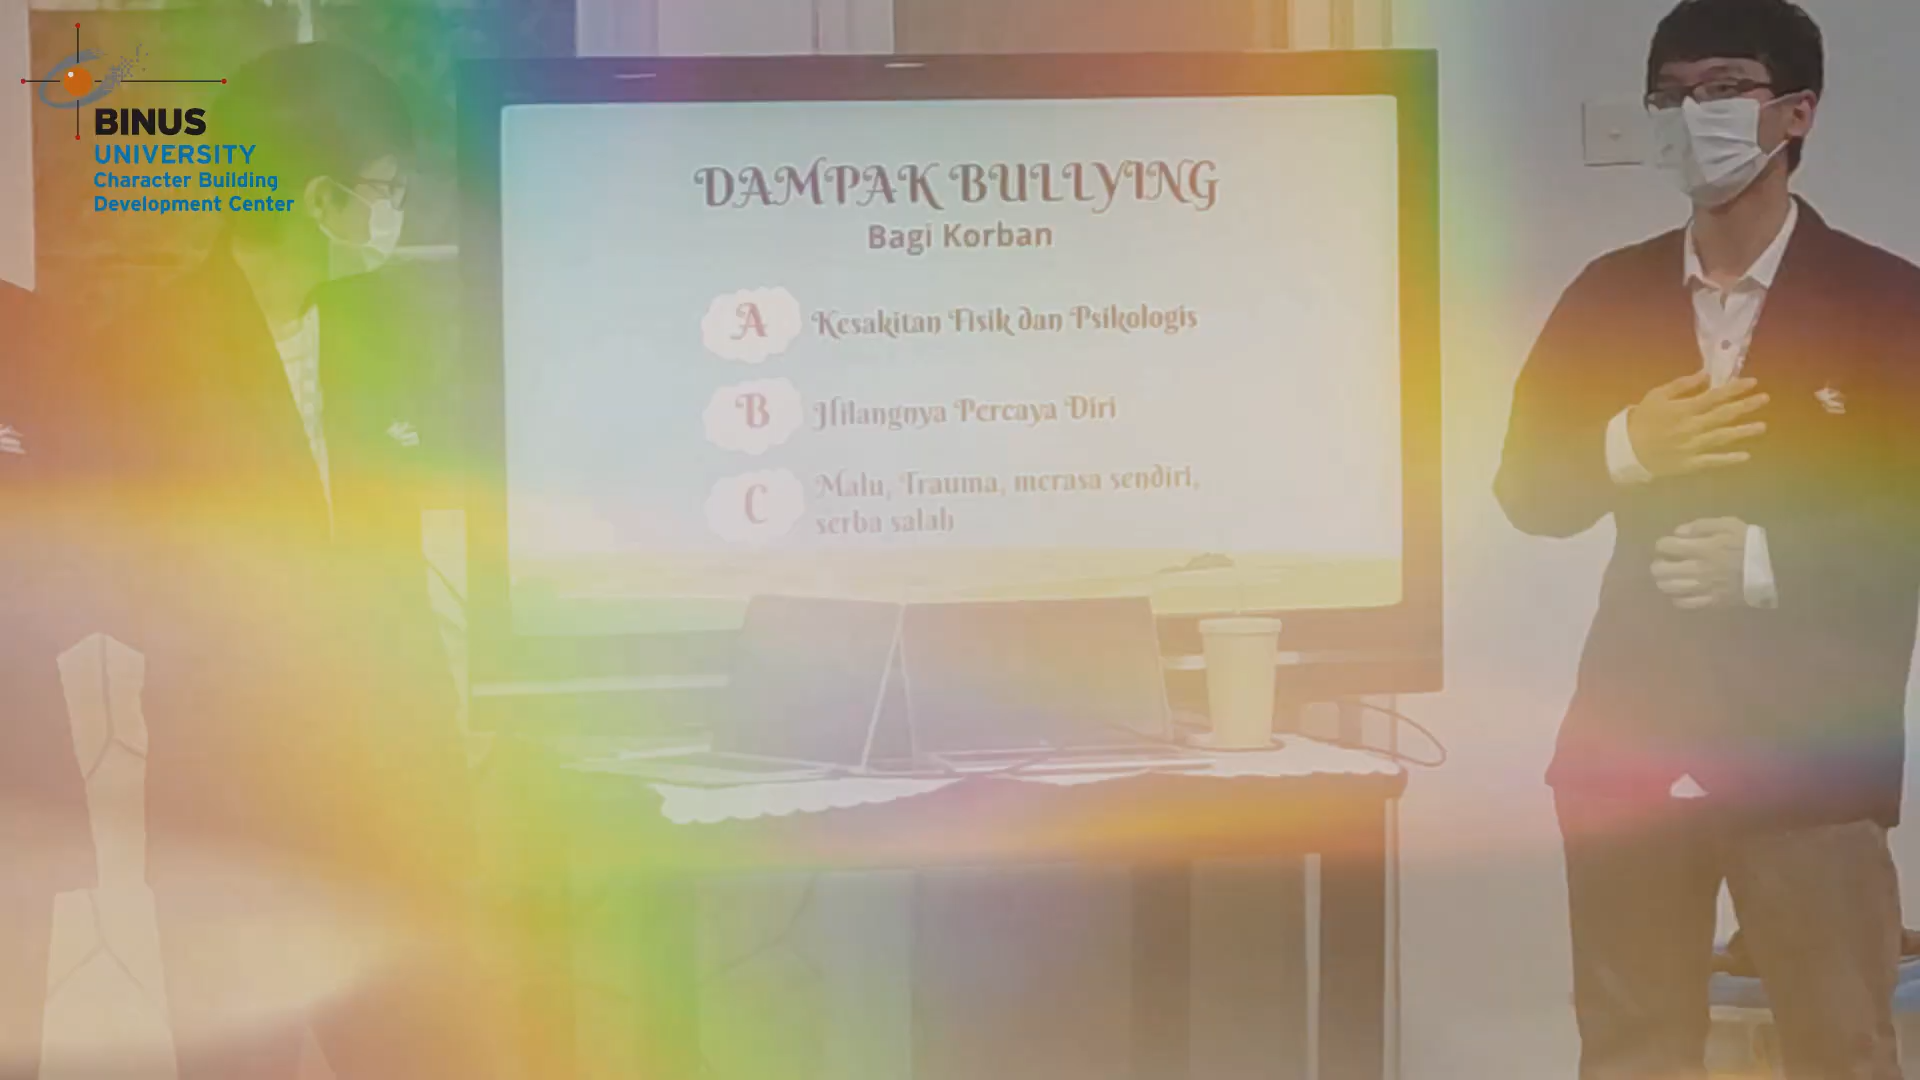 BINUS
UNIVERSITY
Character Building
Development Center
DAMPAK BULLYING
Bagi Korban
A Kesakitan Fisik dan Psikologis
B Hilangnya Percaya Diri
C Malu, Trauma, merasa sendiri,
serba salah